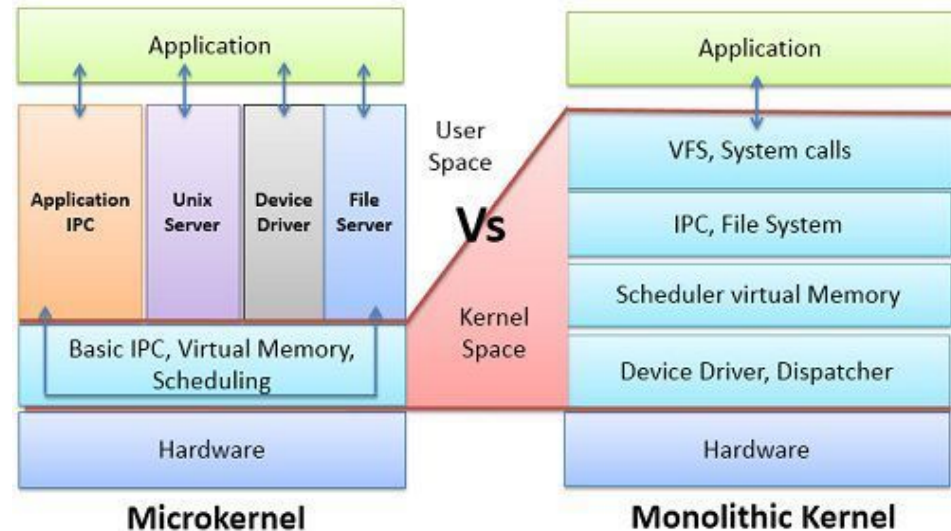 Application
Application
IPC
Unix
Server
Device
Driver
File
Server
Basic IPC, Virtual Memory,
Scheduling
Hardware
Microkernel
User
Space
Vs
Kernel
Space
Application
VFS, System calls
IPC, File System
Scheduler virtual Memory
Device Driver, Dispatcher
Hardware
Monolithic Kernel